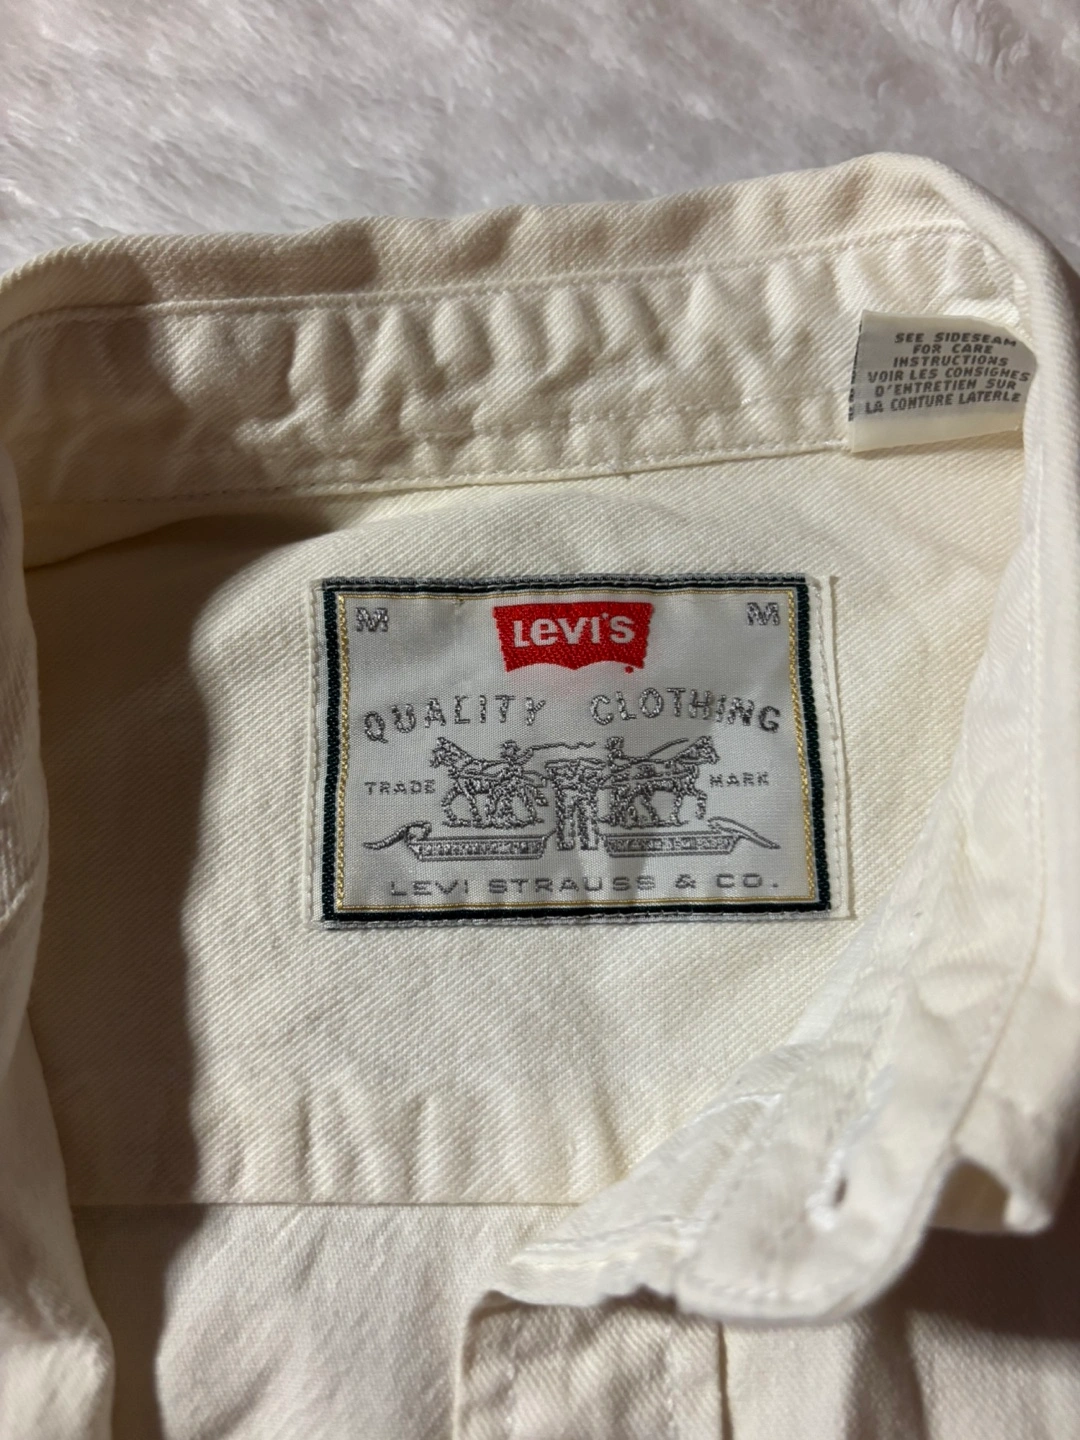 SEE SIDESEAM
FOR CARE
INSTRUCTIONS
VOIR LES CONSIGNES
D'ENTRETIEN SUR
LA CONTURE LATERLE
M M
LEVI'S
QUALITY CLOTHING
TRADE MARK
LEVI STRAUSS & CO.